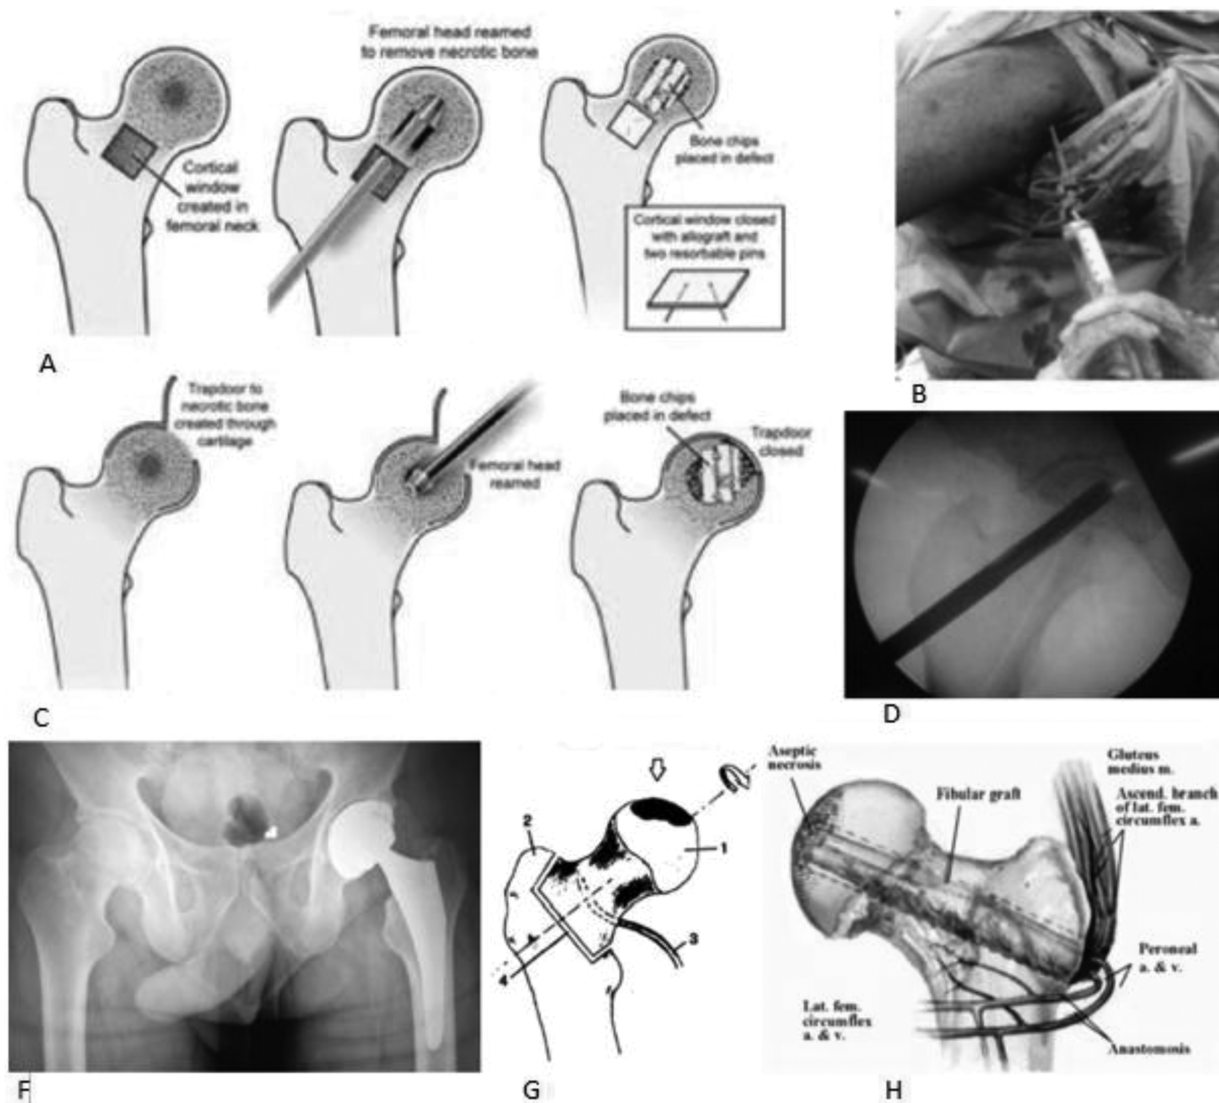 Cortical
window
created in
femoral neck
Femoral head reamed
to remove necrotic bone
Bone chips
placed in defect
Cortical window closed
with allograft and
two resorbable pins
A
B
Trapdoor to
necrotic bone
created through
cartilage
Femoral head
reamed
Bone chips
placed in defect
Trapdoor
closed
C
D
F
1
2
3
4
G
Aseptic
necrosis
Fibular graft
Gluteus
medius m.
Ascend. branch
of lat. fem.
circumflex a.
Peroneal
a. & v.
Lat. fem.
circumflex
a. & v.
Anastomosis
H